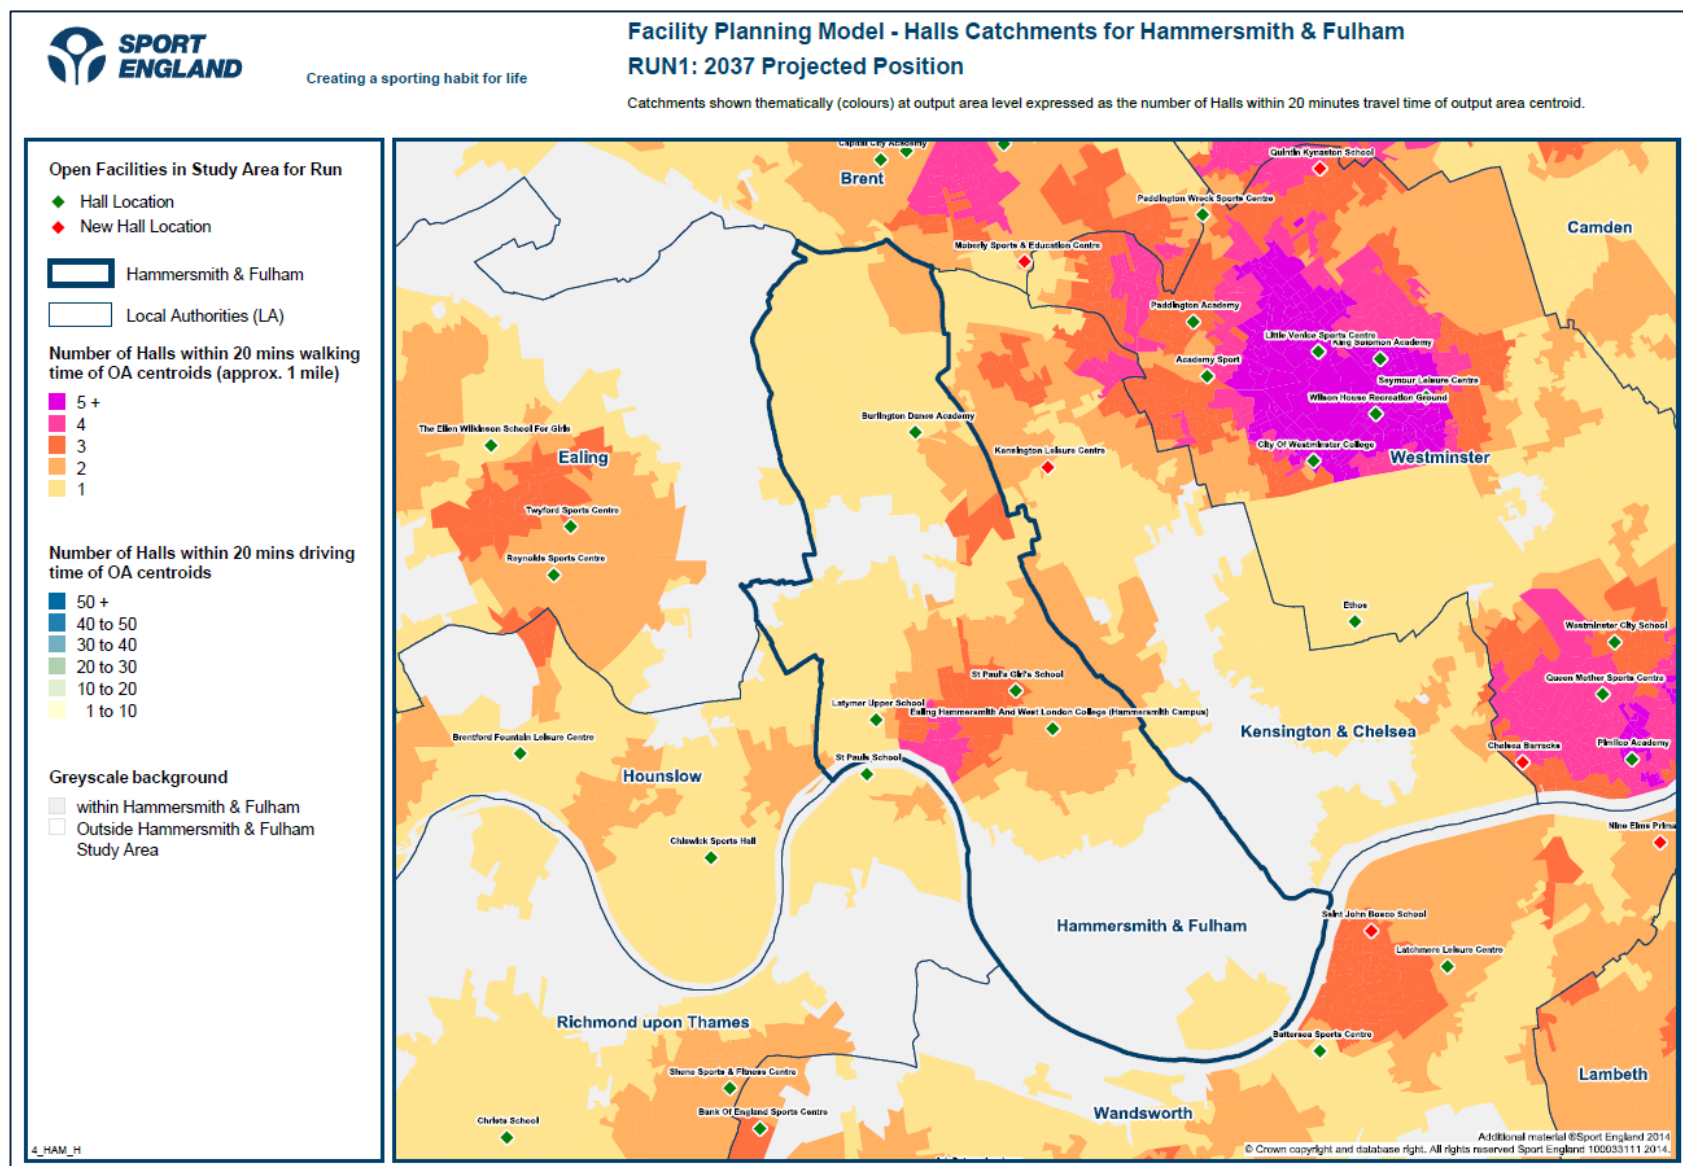 SPORT
ENGLAND
Creating a sporting habit for life
Facility Planning Model - Halls Catchments for Hammersmith & Fulham
RUN1: 2037 Projected Position
Catchments shown thematically (colours) at output area level expressed as the number of Halls within 20 minutes travel time of output area centroid.
Open Facilities in Study Area for Run
Hall Location
New Hall Location
Hammersmith & Fulham
Local Authorities (LA)
Number of Halls within 20 mins walking
time of OA centroids (approx. 1 mile)
5 +
4
3
2
1
Number of Halls within 20 mins driving
time of OA centroids
50 +
40 to 50
30 to 40
20 to 30
10 to 20
1 to 10
Greyscale background
within Hammersmith & Fulham
Outside Hammersmith & Fulham
Study Area
4_HAM_H
Capital City Academy
Brent
Quintin Kynaston School
Paddington Wreck Sports Centre
Camden
Moberly Sports & Education Centre
Paddington Academy
Little Venice Sports Centre
King Solomon Academy
Academy Sport
Seymour Leisure Centre
Wilson House Recreation Ground
Burlington Danes Academy
The Ellen Wilkinson School For Girls
City Of Westminster College
Kensington Leisure Centre
Ealing
Westminster
Twyford Sports Centre
Reynolds Sports Centre
Ethos
Westminster City School
St Paul's Girl's School
Queen Mother Sports Centre
Latymer Upper School
Ealing Hammersmith And West London College (Hammersmith Campus)
Kensington & Chelsea
Brentford Fountain Leisure Centre
Chelsea Barracks
Pimlico Academy
St Pauls School
Hounslow
Nine Elms Prima
Chiswick Sports Hall
Saint John Bosco School
Hammersmith & Fulham
Latchmere Leisure Centre
Richmond upon Thames
Battersea Sports Centre
Shene Sports & Fitness Centre
Lambeth
Bank Of England Sports Centre
Wandsworth
Christs School
Additional material ©Sport England 2014
© Crown copyright and database right. All rights reserved Sport England 100033111 2014.